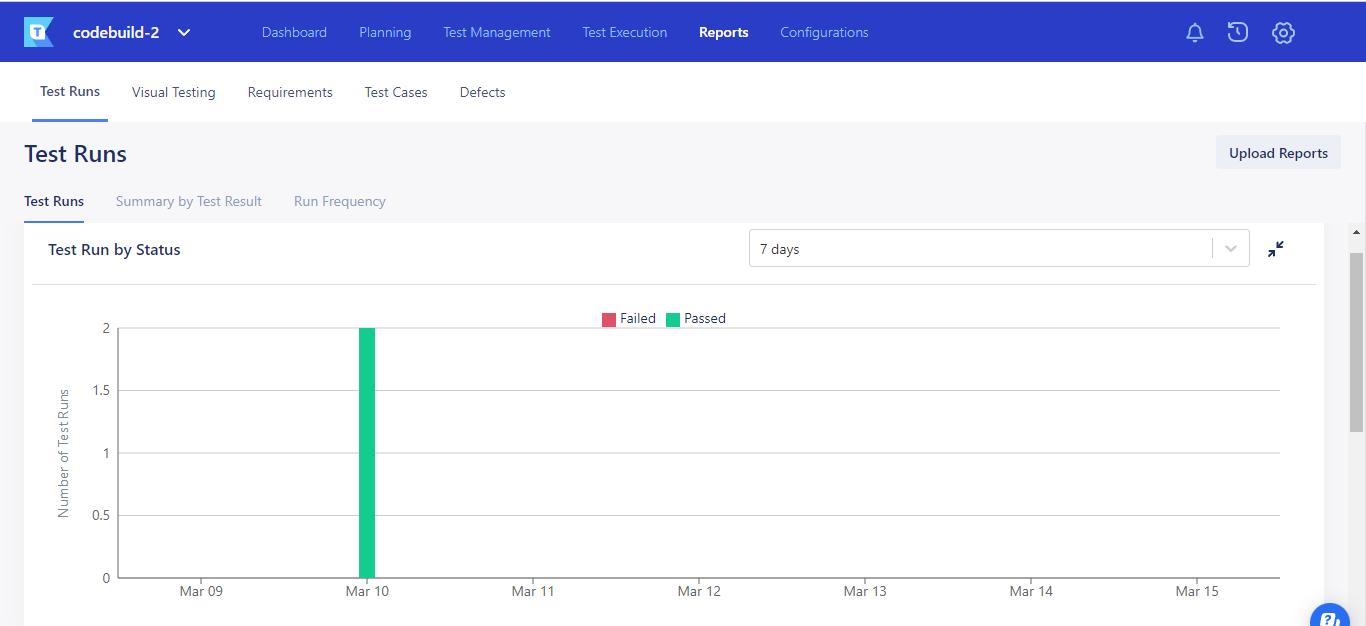 T codebuild-2 Dashboard Planning Test Management Test Execution Reports Configurations
Test Runs Visual Testing Requirements Test Cases Defects
Test Runs Upload Reports
Test Runs Summary by Test Result Run Frequency
Test Run by Status 7 days
Failed Passed
2
1.5
1
0.5
0
Number of Test Runs
Mar 09 Mar 10 Mar 11 Mar 12 Mar 13 Mar 14 Mar 15
?